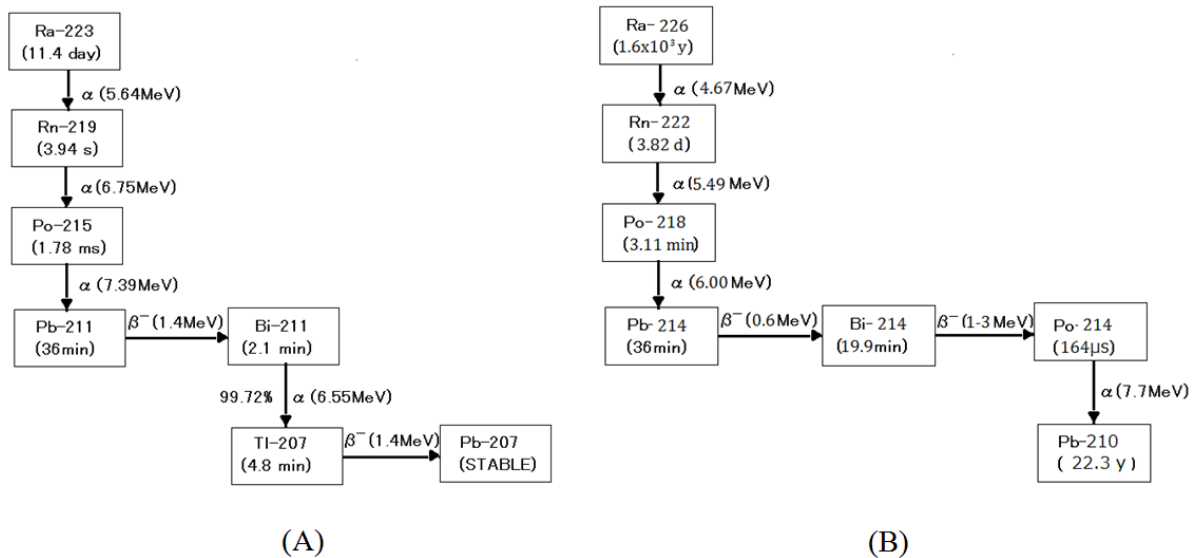 Ra-223
(11.4 day)
α (5.64MeV)
Rn-219
(3.94 s)
α (6.75MeV)
Po-215
(1.78 ms)
α (7.39MeV)
Pb-211
(36min)
β⁻ (1.4MeV)
Bi-211
(2.1 min)
99.72%
α (6.55MeV)
Tl-207
(4.8 min)
β⁻ (1.4MeV)
Pb-207
(STABLE)
(A)
Ra-226
(1.6x10³ y)
α (4.67MeV)
Rn-222
(3.82 d)
α (5.49 MeV)
Po-218
(3.11 min)
α (6.00 MeV)
Pb-214
(36min)
β⁻ (0.6MeV)
Bi-214
(19.9min)
β⁻ (1-3 MeV)
Po-214
(164μs)
α (7.7MeV)
Pb-210
( 22.3 y)
(B)